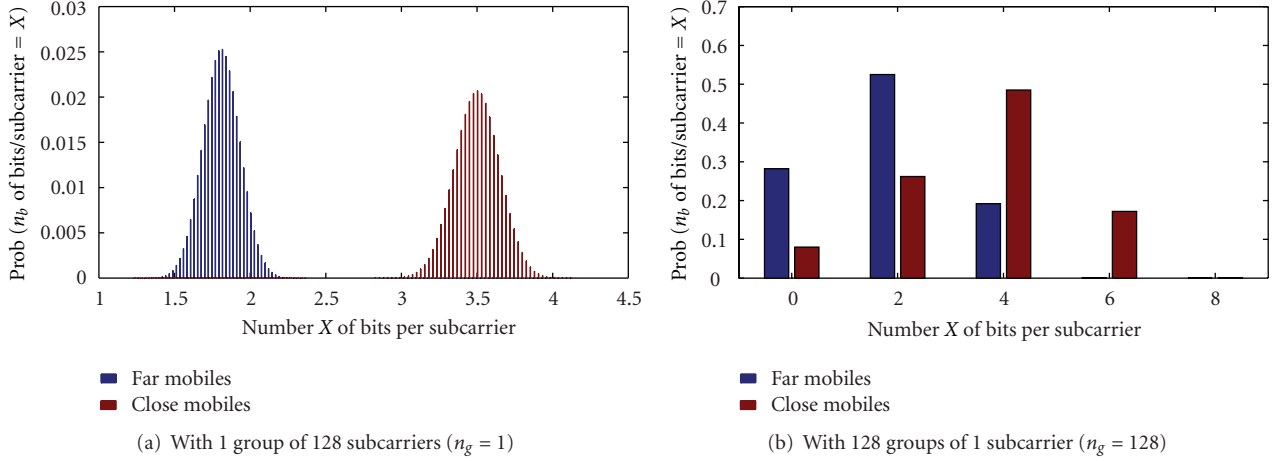 0.03
0.025
0.02
0.015
0.01
0.005
0
Prob (n_b of bits/subcarrier = X)
1 1.5 2 2.5 3 3.5 4 4.5
Number X of bits per subcarrier
Far mobiles
Close mobiles
(a) With 1 group of 128 subcarriers (n_g = 1)
0.7
0.6
0.5
0.4
0.3
0.2
0.1
0
Prob (n_b of bits/subcarrier = X)
0 2 4 6 8
Number X of bits per subcarrier
Far mobiles
Close mobiles
(b) With 128 groups of 1 subcarrier (n_g = 128)